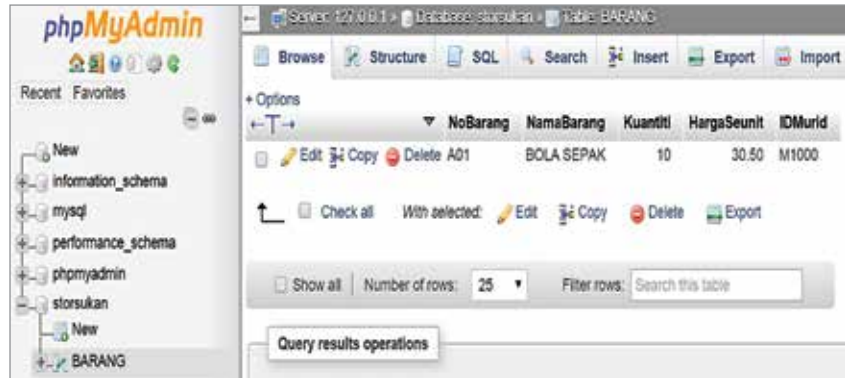 phpMyAdmin
Recent Favorites
New
information_schema
mysql
performance_schema
phpmyadmin
storsukan
New
BARANG
Server: 127.0.0.1 » Database: storsukan » Table: BARANG
Browse Structure SQL Search Insert Export Import
+ Options
←T→ ▼ NoBarang NamaBarang Kuantiti HargaSeunit IDMurid
Edit Copy Delete A01 BOLA SEPAK 10 30.50 M1000
Check all With selected: Edit Copy Delete Export
Show all Number of rows: 25 Filter rows: Search this table
Query results operations